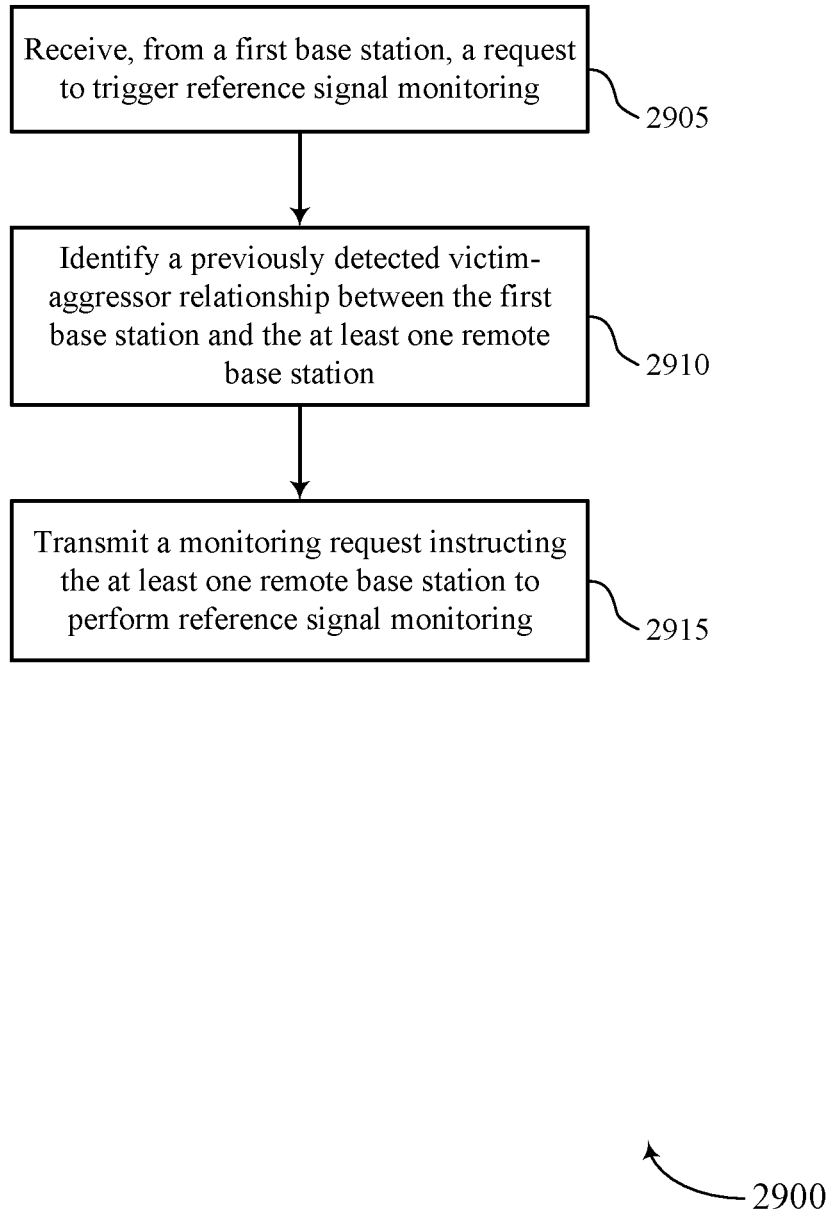 Receive, from a first base station, a request
to trigger reference signal monitoring
2905
Identify a previously detected victim-
aggressor relationship between the first
base station and the at least one remote
base station
2910
Transmit a monitoring request instructing
the at least one remote base station to
perform reference signal monitoring
2915
2900